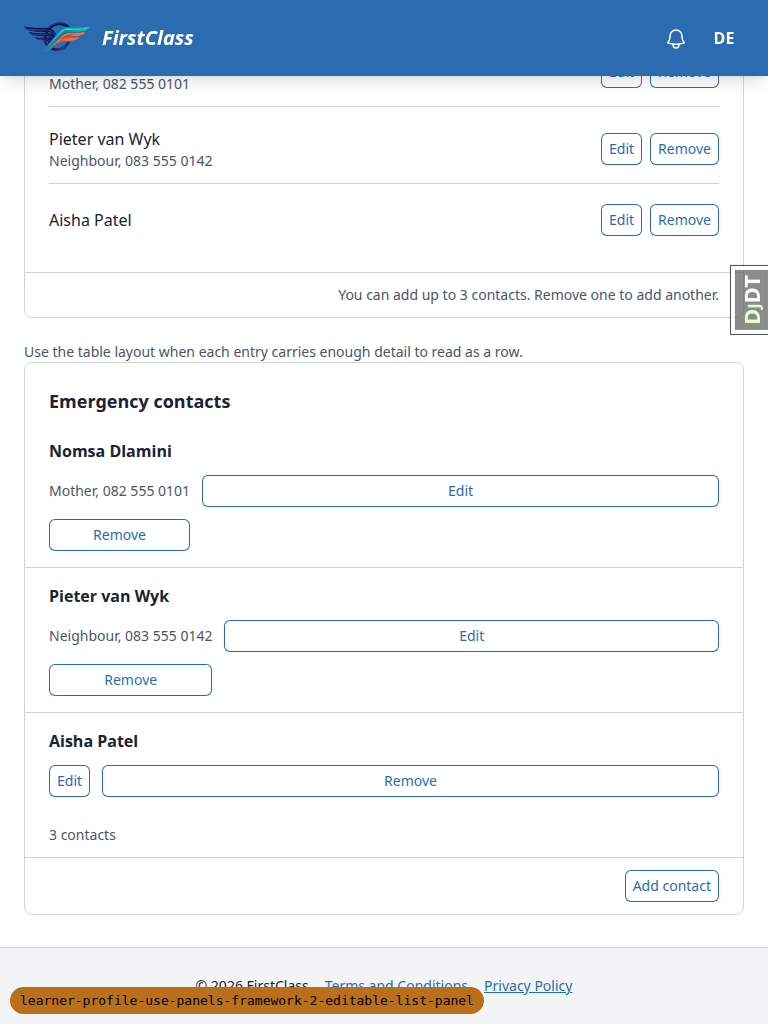 FirstClass
DE
Mother, 082 555 0101
Edit
Remove
Pieter van Wyk
Neighbour, 083 555 0142
Edit
Remove
Aisha Patel
Edit
Remove
You can add up to 3 contacts. Remove one to add another.
DJDT
Use the table layout when each entry carries enough detail to read as a row.
Emergency contacts
Nomsa Dlamini
Mother, 082 555 0101
Edit
Remove
Pieter van Wyk
Neighbour, 083 555 0142
Edit
Remove
Aisha Patel
Edit
Remove
3 contacts
Add contact
© 2026 FirstClass
Terms and Conditions
Privacy Policy
learner-profile-use-panels-framework-2-editable-list-panel